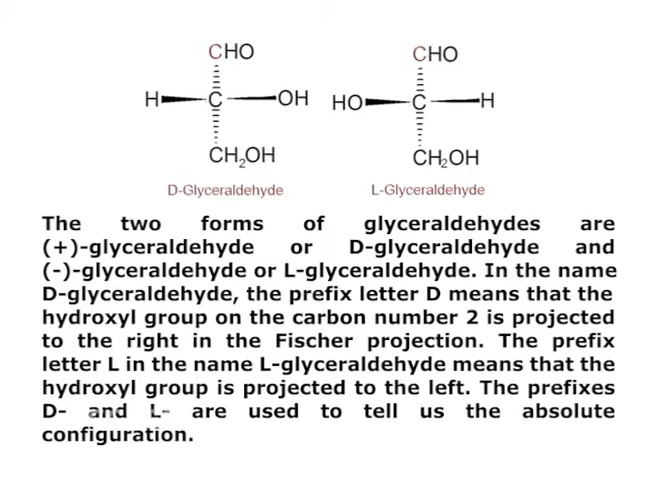 CHO CHO
H C OH HO C H
CH2OH CH2OH
D-Glyceraldehyde L-Glyceraldehyde
The two forms of glyceraldehydes are
(+)-glyceraldehyde or D-glyceraldehyde and
(-)-glyceraldehyde or L-glyceraldehyde. In the name
D-glyceraldehyde, the prefix letter D means that the
hydroxyl group on the carbon number 2 is projected
to the right in the Fischer projection. The prefix
letter L in the name L-glyceraldehyde means that the
hydroxyl group is projected to the left. The prefixes
D- and L- are used to tell us the absolute
configuration.